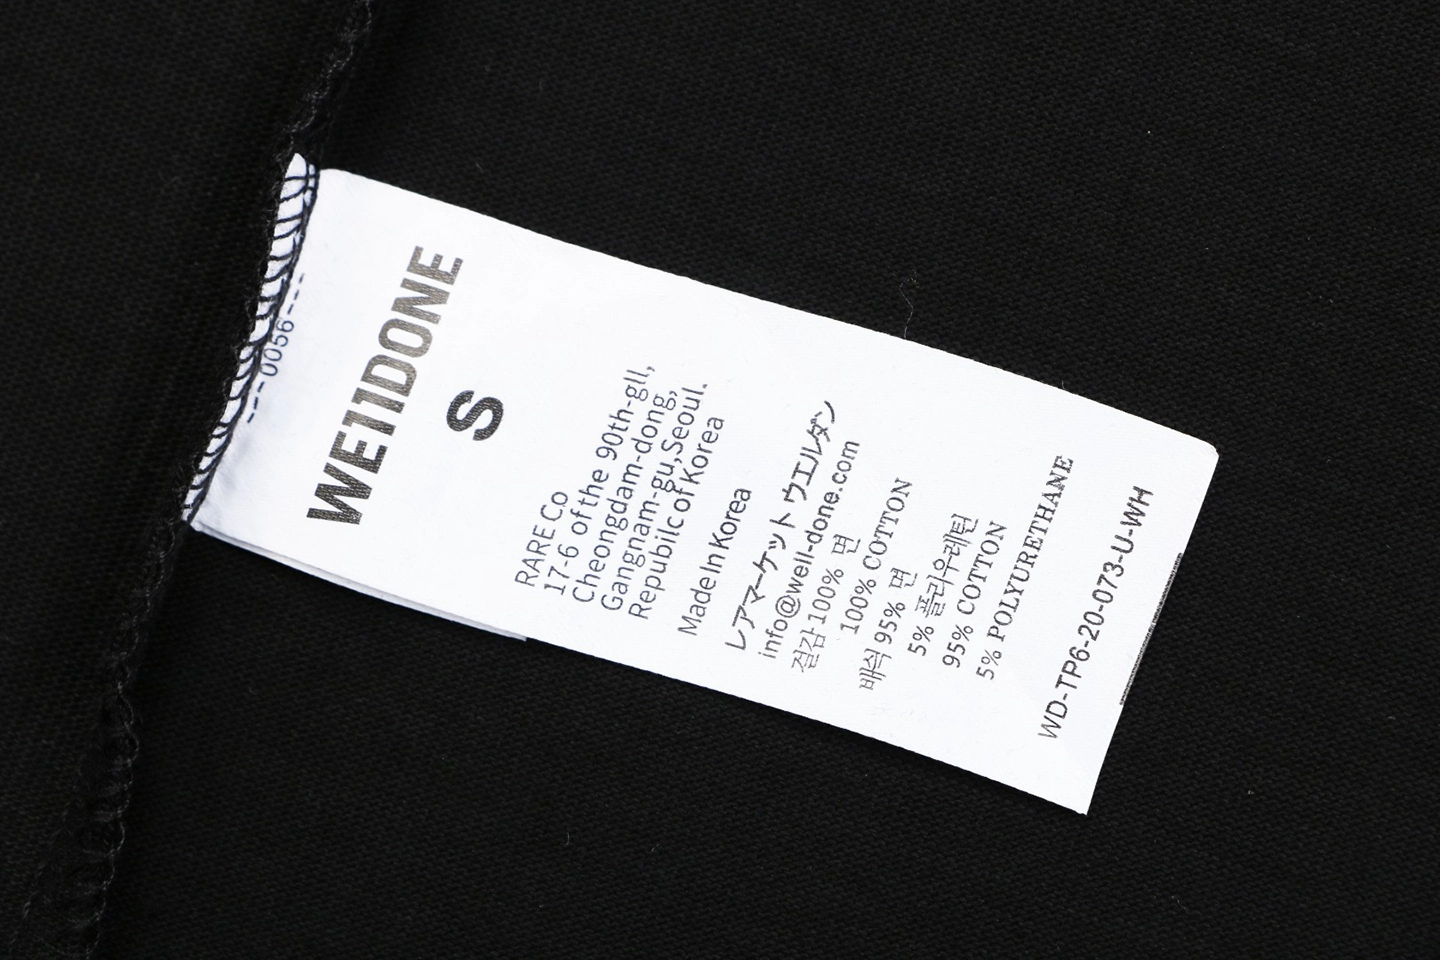 ---0056---
WE11DONE
S
RARE Co
17-6 of the 90th-gll,
Cheongdam-dong,
Gangnam-gu,Seoul.
Repubilc of Korea
Made In Korea
レアマーケット ウエルダン
info@well-done.com
겉감 100% 면
100% COTTON
배색 95% 면
5% 폴리우레탄
95% COTTON
5% POLYURETHANE
WD-TP6-20-073-U-WH